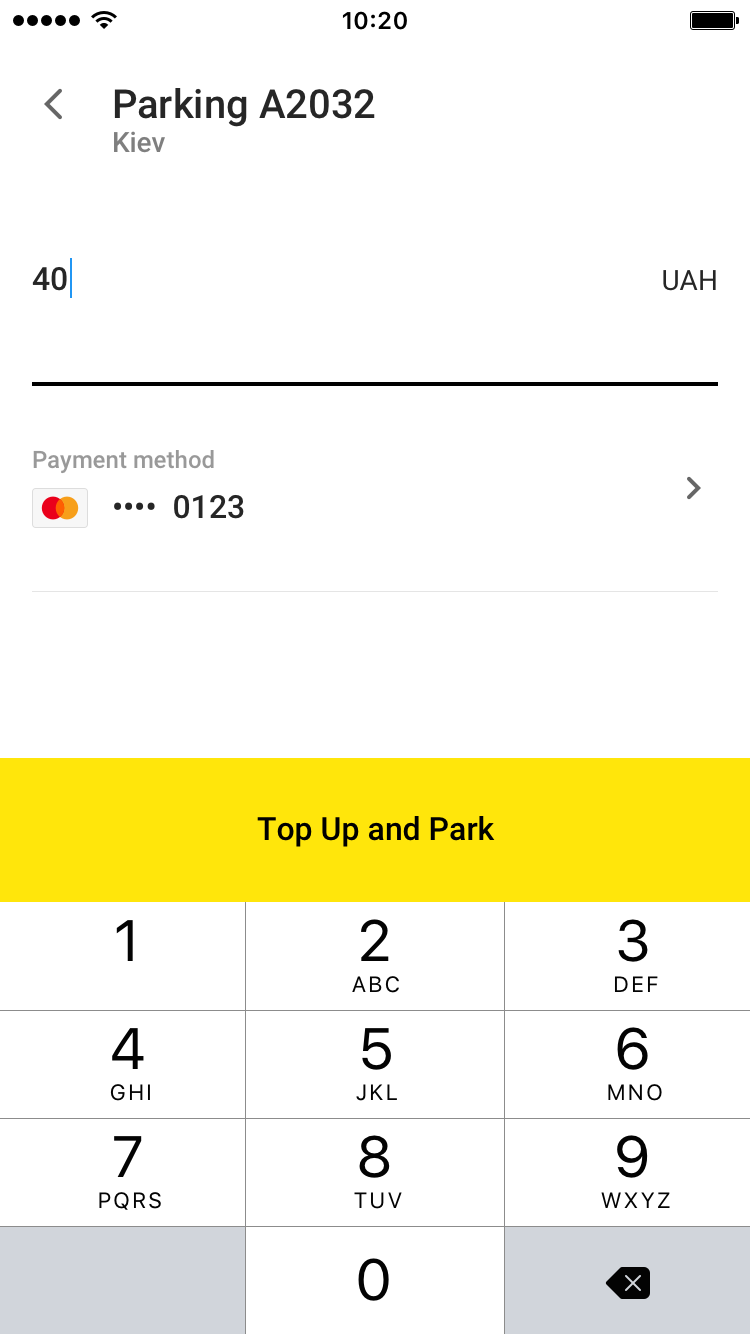 10:20
Parking A2032
Kiev
40 UAH
Payment method
•••• 0123
Top Up and Park
1 2 3
ABC DEF
4 5 6
GHI JKL MNO
7 8 9
PQRS TUV WXYZ
0